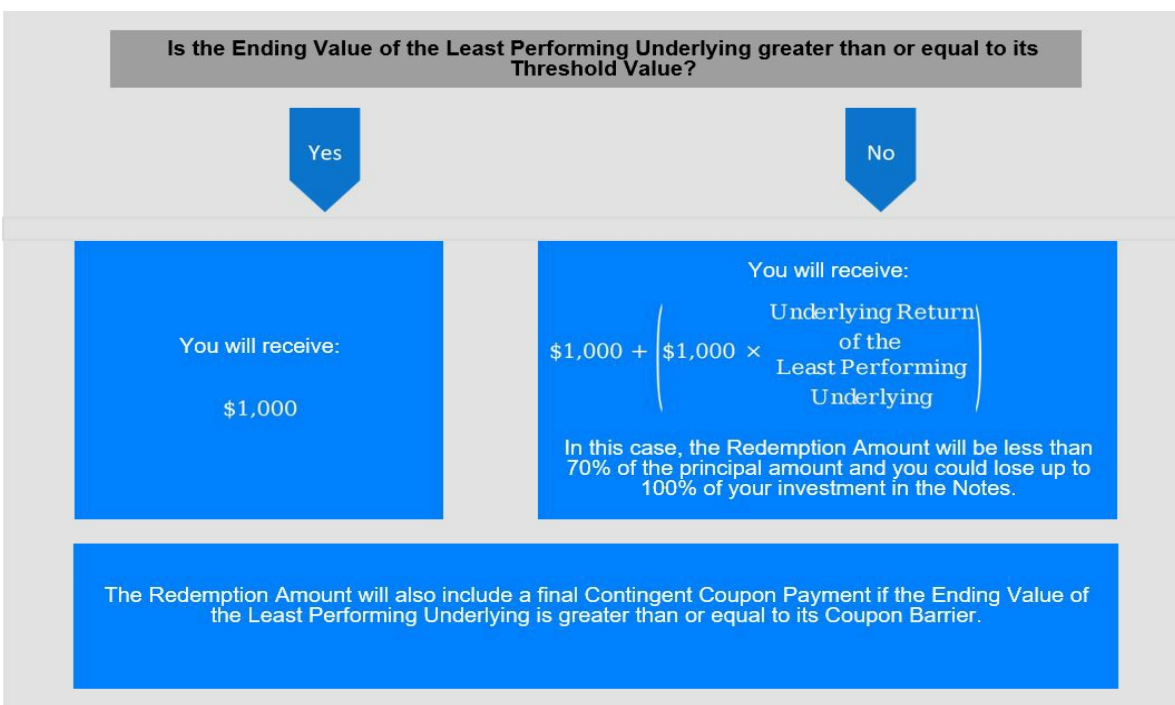 Is the Ending Value of the Least Performing Underlying greater than or equal to its
Threshold Value?
Yes
No
You will receive:
$1,000
You will receive:
$1,000 + ($1,000 × Underlying Return
of the
Least Performing
Underlying)
In this case, the Redemption Amount will be less than
70% of the principal amount and you could lose up to
100% of your investment in the Notes.
The Redemption Amount will also include a final Contingent Coupon Payment if the Ending Value of
the Least Performing Underlying is greater than or equal to its Coupon Barrier.